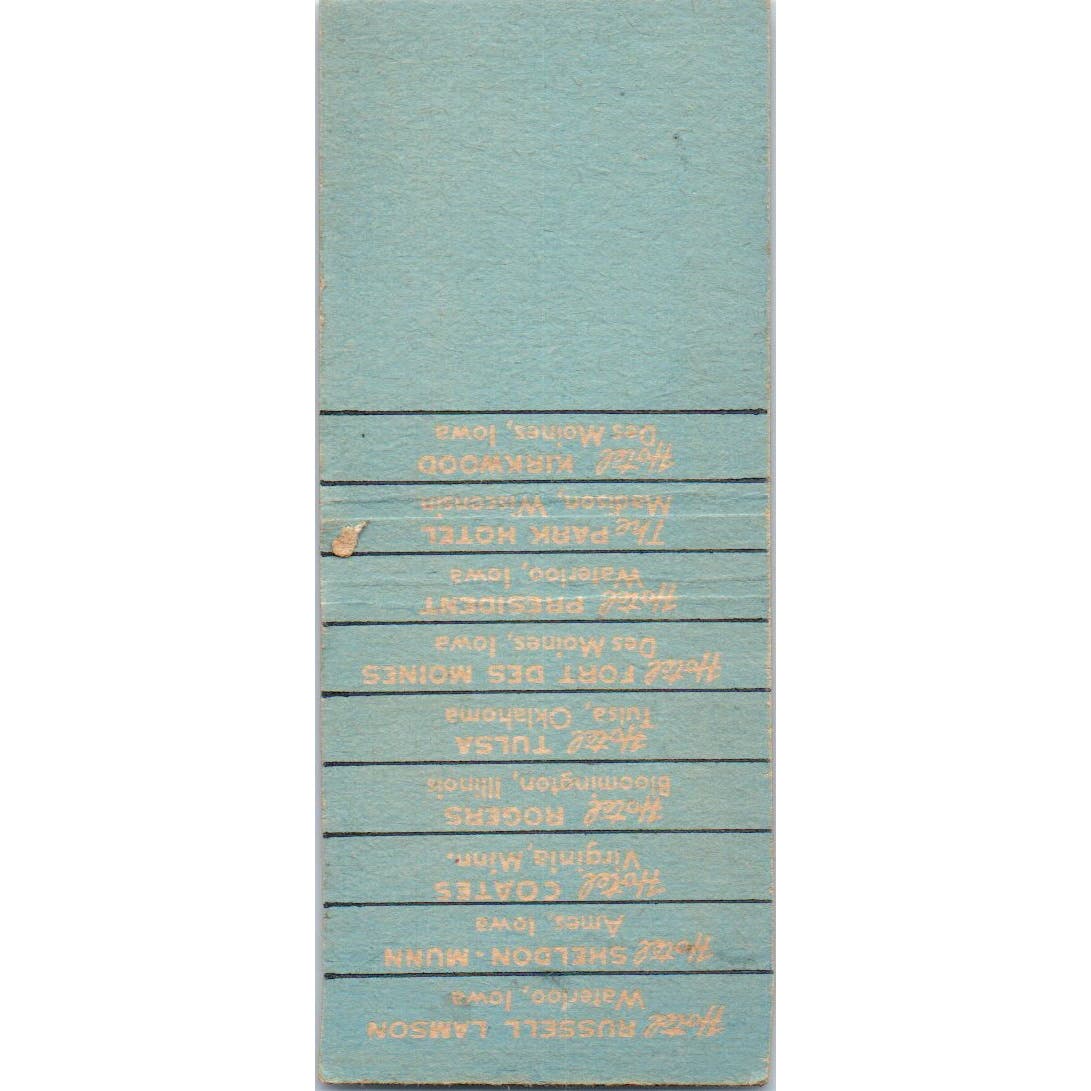 Hotel RUSSELL LAMSON
Waterloo, Iowa
Hotel SHELDON-MUNN
Ames, Iowa
Hotel COATES
Virginia, Minn.
Hotel ROGERS
Bloomington, Illinois
Hotel TULSA
Tulsa, Oklahoma
Hotel FORT DES MOINES
Des Moines, Iowa
Hotel PRESIDENT
Waterloo, Iowa
The PARK HOTEL
Madison, Wisconsin
Hotel KIRKWOOD
Des Moines, Iowa